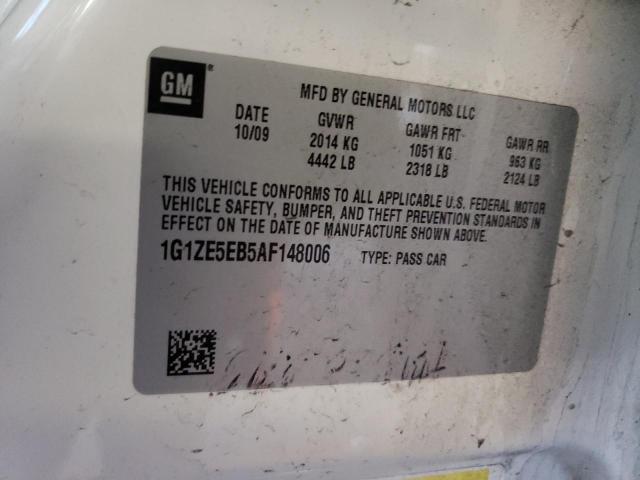 GM ®
MFD BY GENERAL MOTORS LLC
DATE GVWR GAWR FRT GAWR RR
10/09 2014 KG 1051 KG 963 KG
4442 LB 2318 LB 2124 LB
THIS VEHICLE CONFORMS TO ALL APPLICABLE U.S. FEDERAL MOTOR
VEHICLE SAFETY, BUMPER, AND THEFT PREVENTION STANDARDS IN
EFFECT ON THE DATE OF MANUFACTURE SHOWN ABOVE.
1G1ZE5EB5AF148006 TYPE: PASS CAR